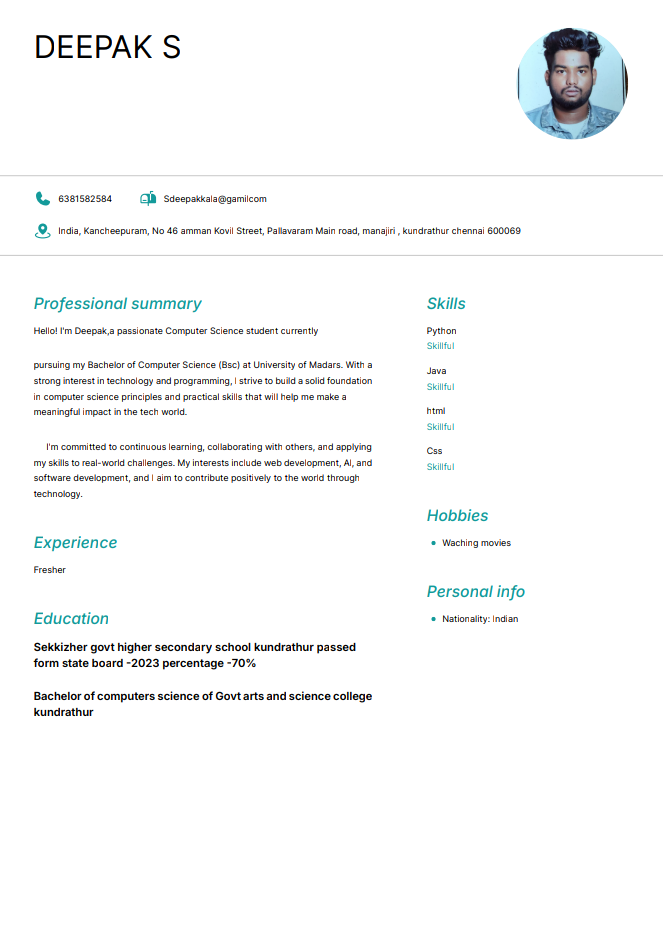 DEEPAK S
6381582584
Sdeepakkala@gamilcom
India, Kancheepuram, No 46 amman Kovil Street, Pallavaram Main road, manajiri , kundrathur chennai 600069
Professional summary
Hello! I'm Deepak,a passionate Computer Science student currently
pursuing my Bachelor of Computer Science (Bsc) at University of Madars. With a
strong interest in technology and programming, I strive to build a solid foundation
in computer science principles and practical skills that will help me make a
meaningful impact in the tech world.
I'm committed to continuous learning, collaborating with others, and applying
my skills to real-world challenges. My interests include web development, AI, and
software development, and I aim to contribute positively to the world through
technology.
Experience
Fresher
Education
Sekkizher govt higher secondary school kundrathur passed
form state board -2023 percentage -70%
Bachelor of computers science of Govt arts and science college
kundrathur
Skills
Python
Skillful
Java
Skillful
html
Skillful
Css
Skillful
Hobbies
Waching movies
Personal info
Nationality: Indian